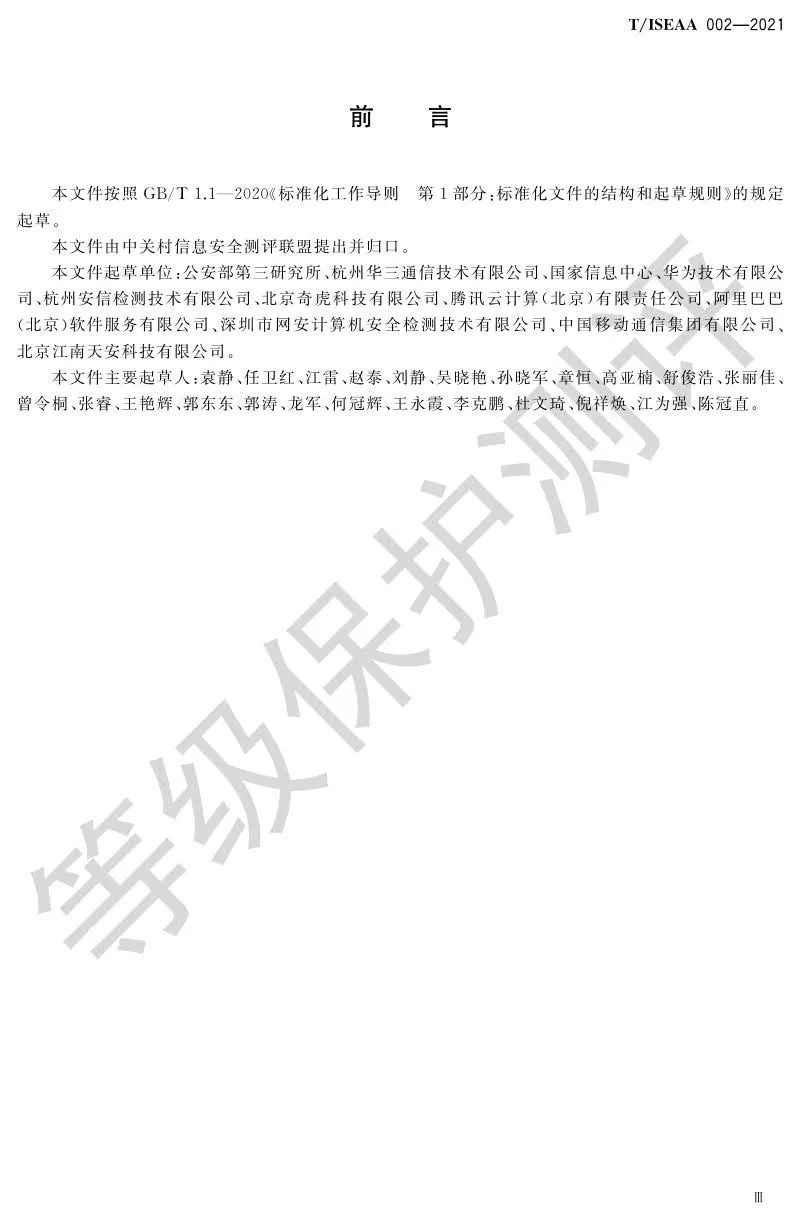 T/ISEAA 002—2021
前 言
本文件按照 GB/T 1.1—2020《标准化工作导则 第 1 部分:标准化文件的结构和起草规则》的规定
起草。
本文件由中关村信息安全测评联盟提出并归口。
本文件起草单位:公安部第三研究所、杭州华三通信技术有限公司、国家信息中心、华为技术有限公
司、杭州安信检测技术有限公司、北京奇虎科技有限公司、腾讯云计算(北京)有限责任公司、阿里巴巴
(北京)软件服务有限公司、深圳市网安计算机安全检测技术有限公司、中国移动通信集团有限公司、
北京江南天安科技有限公司。
本文件主要起草人:袁静、任卫红、江雷、赵泰、刘静、吴晓艳、孙晓军、章恒、高亚楠、舒俊浩、张丽佳、
曾令桐、张睿、王艳辉、郭东东、郭涛、龙军、何冠辉、王永霞、李克鹏、杜文琦、倪祥焕、江为强、陈冠直。
等级保护测评
Ⅲ